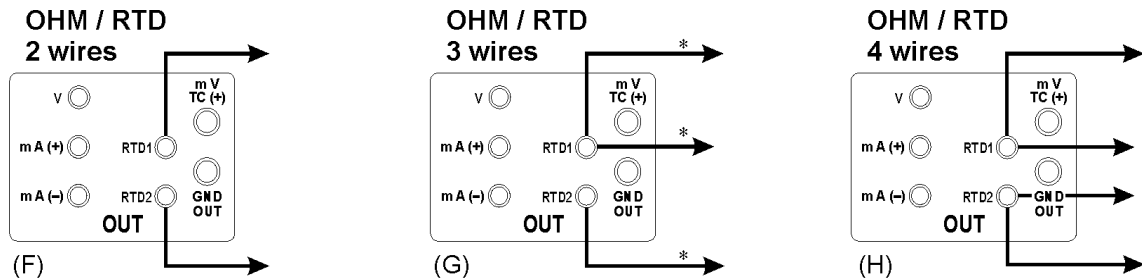 OHM / RTD
2 wires
V
mA (+)
mA (–)
RTD1
RTD2
mV
TC (+)
GND
OUT
OUT
(F)
OHM / RTD
3 wires
*
*
*
V
mA (+)
mA (–)
RTD1
RTD2
mV
TC (+)
GND
OUT
OUT
(G)
OHM / RTD
4 wires
V
mA (+)
mA (–)
RTD1
RTD2
mV
TC (+)
GND
OUT
OUT
(H)